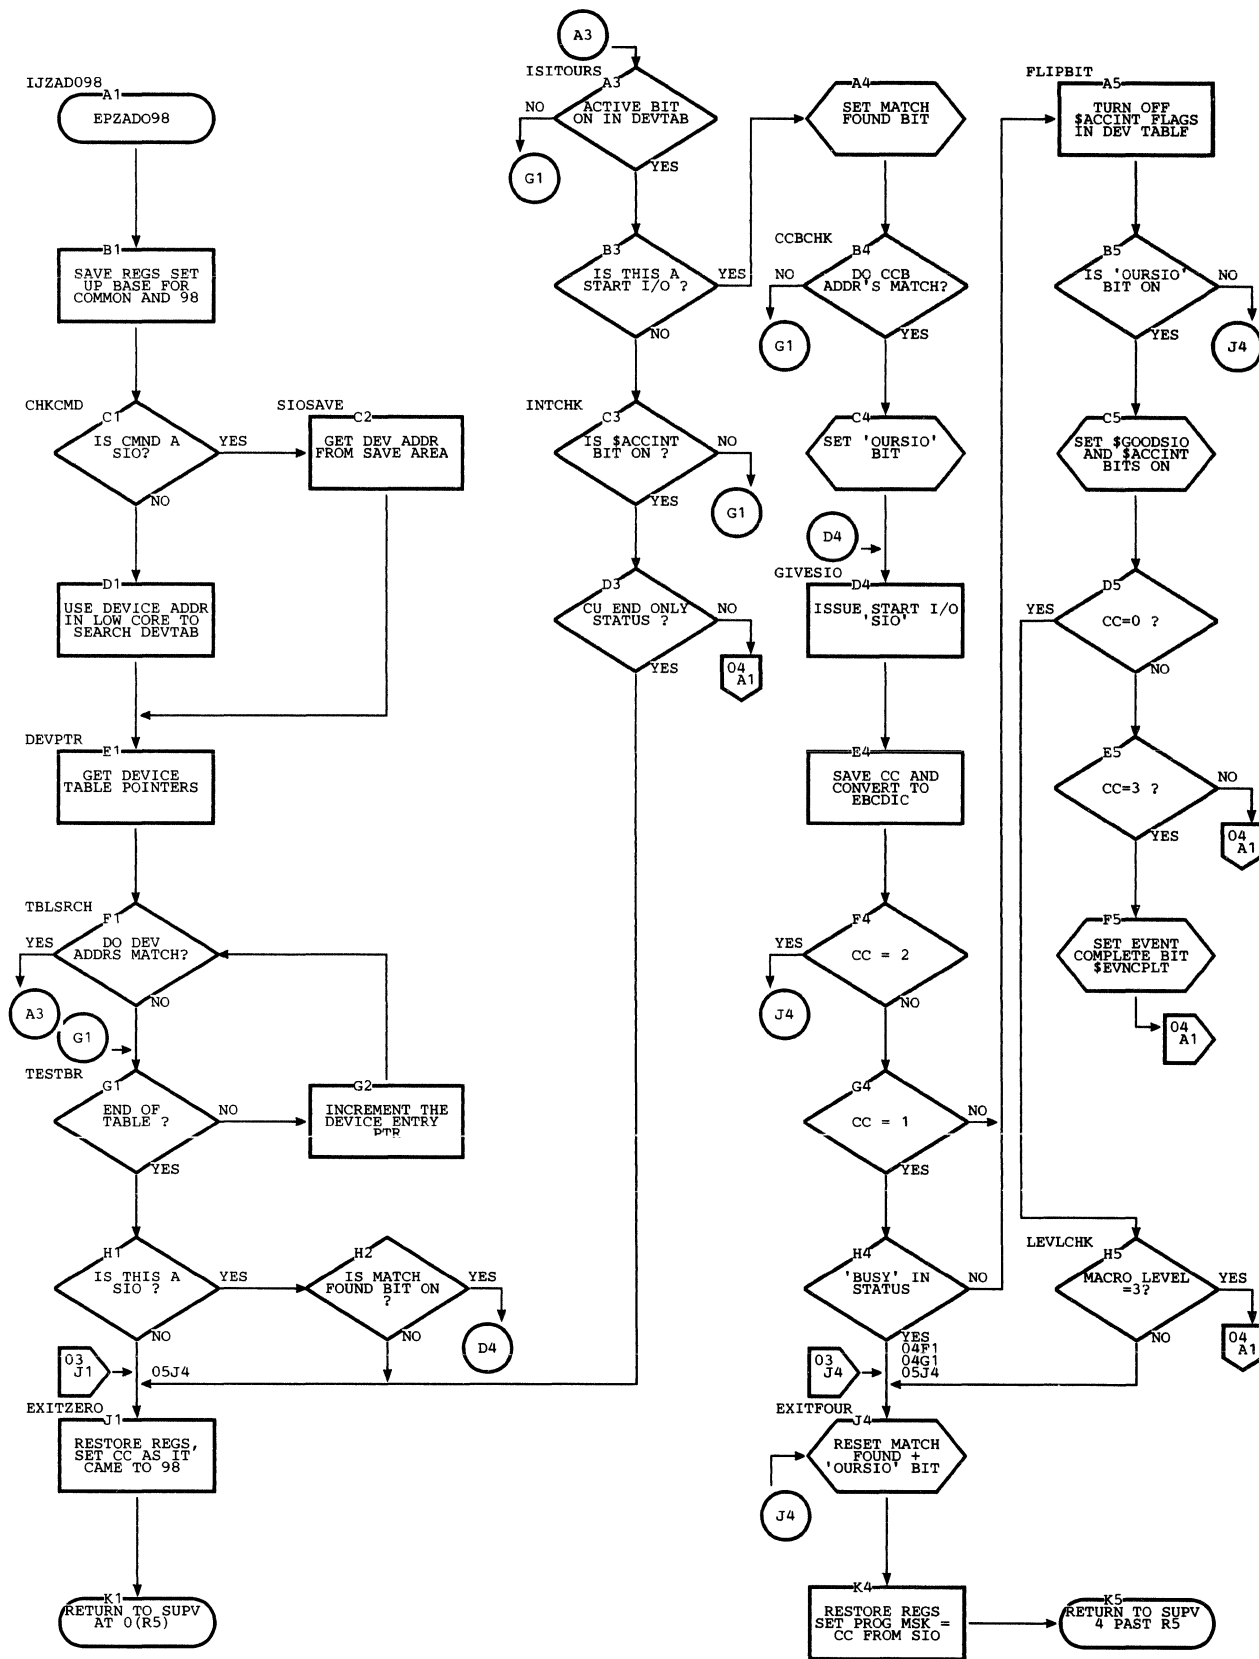 IJZADO98
A1
EPZADO98
B1
SAVE REGS SET
UP BASE FOR
COMMON AND 98
CHKCMD
C1
IS CMND A
SIO?
YES
NO
SIOSAVE
C2
GET DEV ADDR
FROM SAVE AREA
D1
USE DEVICE ADDR
IN LOW CORE TO
SEARCH DEVTAB
DEVPTR
E1
GET DEVICE
TABLE POINTERS
TBLSRCH
F1
DO DEV
ADDRS MATCH?
YES
NO
A3
G1
TESTBR
G1
END OF
TABLE ?
NO
YES
G2
INCREMENT THE
DEVICE ENTRY
PTR
H1
IS THIS A
SIO ?
YES
NO
H2
IS MATCH
FOUND BIT ON
?
YES
NO
D4
03
J1
05J4
EXITZERO
J1
RESTORE REGS,
SET CC AS IT
CAME TO 98
K1
RETURN TO SUPV
AT 0(R5)
A3
ISITOURS
A3
ACTIVE BIT
ON IN DEVTAB
NO
YES
G1
B3
IS THIS A
START I/O ?
YES
NO
INTCHK
C3
IS $ACCINT
BIT ON ?
NO
YES
G1
D3
CU END ONLY
STATUS ?
NO
YES
04
A1
A4
SET MATCH
FOUND BIT
CCBCHK
B4
DO CCB
ADDR'S MATCH?
NO
YES
G1
C4
SET 'OURSIO'
BIT
D4
GIVESIO
D4
ISSUE START I/O
'SIO'
E4
SAVE CC AND
CONVERT TO
EBCDIC
F4
CC = 2
YES
NO
J4
G4
CC = 1
NO
YES
H4
'BUSY' IN
STATUS
NO
YES
04F1
04G1
05J4
03
J4
EXITFOUR
J4
RESET MATCH
FOUND +
'OURSIO' BIT
J4
K4
RESTORE REGS
SET PROG MSK =
CC FROM SIO
FLIPBIT
A5
TURN OFF
$ACCINT FLAGS
IN DEV TABLE
B5
IS 'OURSIO'
BIT ON
NO
YES
J4
C5
SET $GOODSIO
AND $ACCINT
BITS ON
D5
CC=0 ?
YES
NO
E5
CC=3 ?
NO
YES
04
A1
F5
SET EVENT
COMPLETE BIT
$EVNCPLT
04
A1
LEVLCHK
H5
MACRO LEVEL
=3?
YES
NO
04
A1
K5
RETURN TO SUPV
4 PAST R5